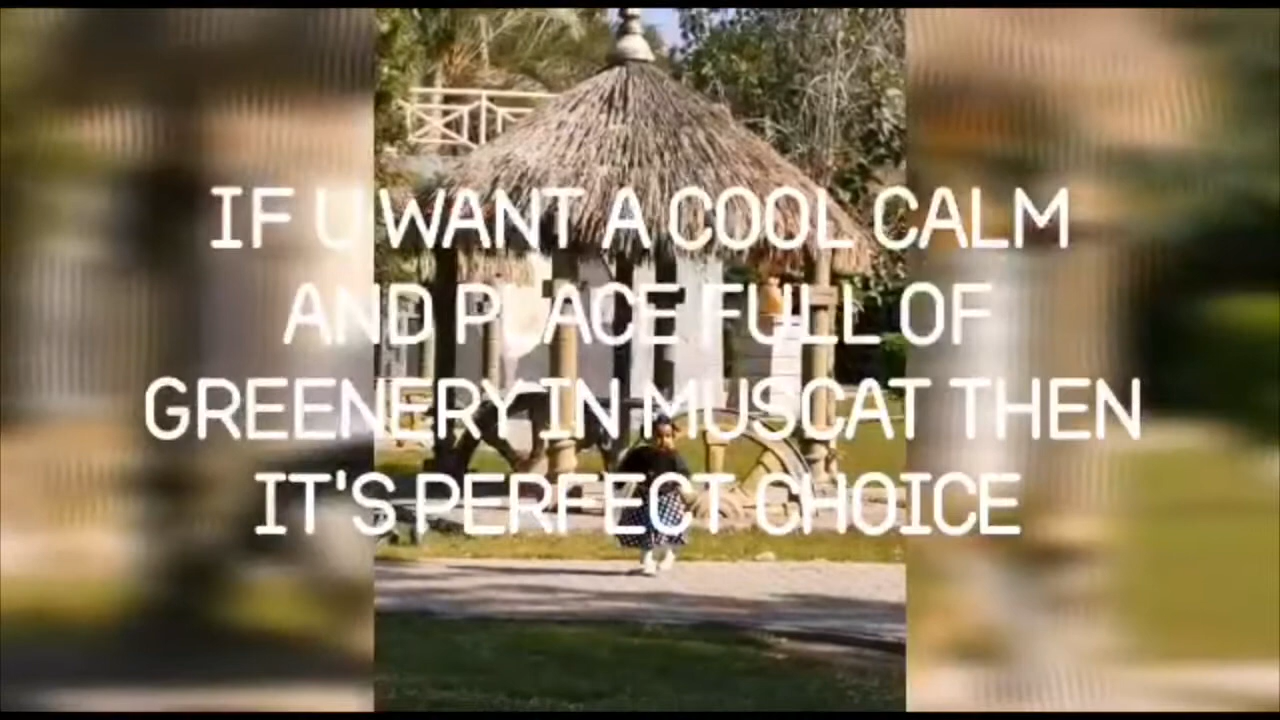 IF U WANT A COOL CALM
AND PLACE FULL OF
GREENERY IN MUSCAT THEN
IT'S PERFECT CHOICE